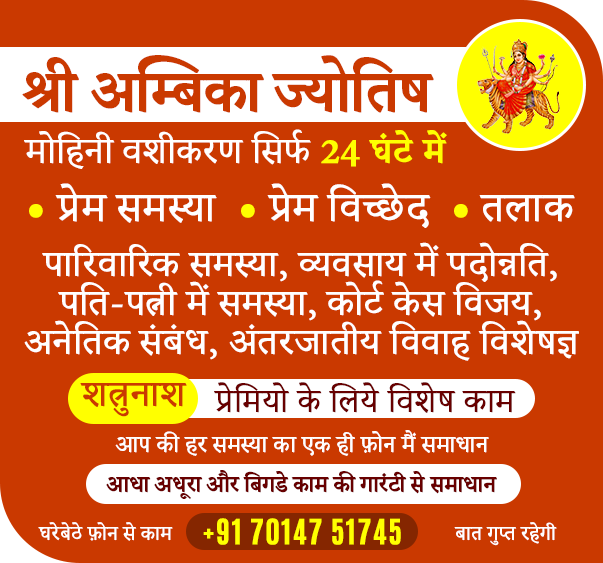 श्री अम्बिका ज्योतिष
मोहिनी वशीकरण सिर्फ 24 घंटे में
• प्रेम समस्या • प्रेम विच्छेद • तलाक
पारिवारिक समस्या, व्यवसाय में पदोन्नति,
पति-पत्नी में समस्या, कोर्ट केस विजय,
अनेतिक संबंध, अंतरजातीय विवाह विशेषज्ञ
शत्रुनाश प्रेमियो के लिये विशेष काम
आप की हर समस्या का एक ही फ़ोन मैं समाधान
आधा अधूरा और बिगडे काम की गारंटी से समाधान
घरेबेठे फ़ोन से काम +91 70147 51745 बात गुप्त रहेगी